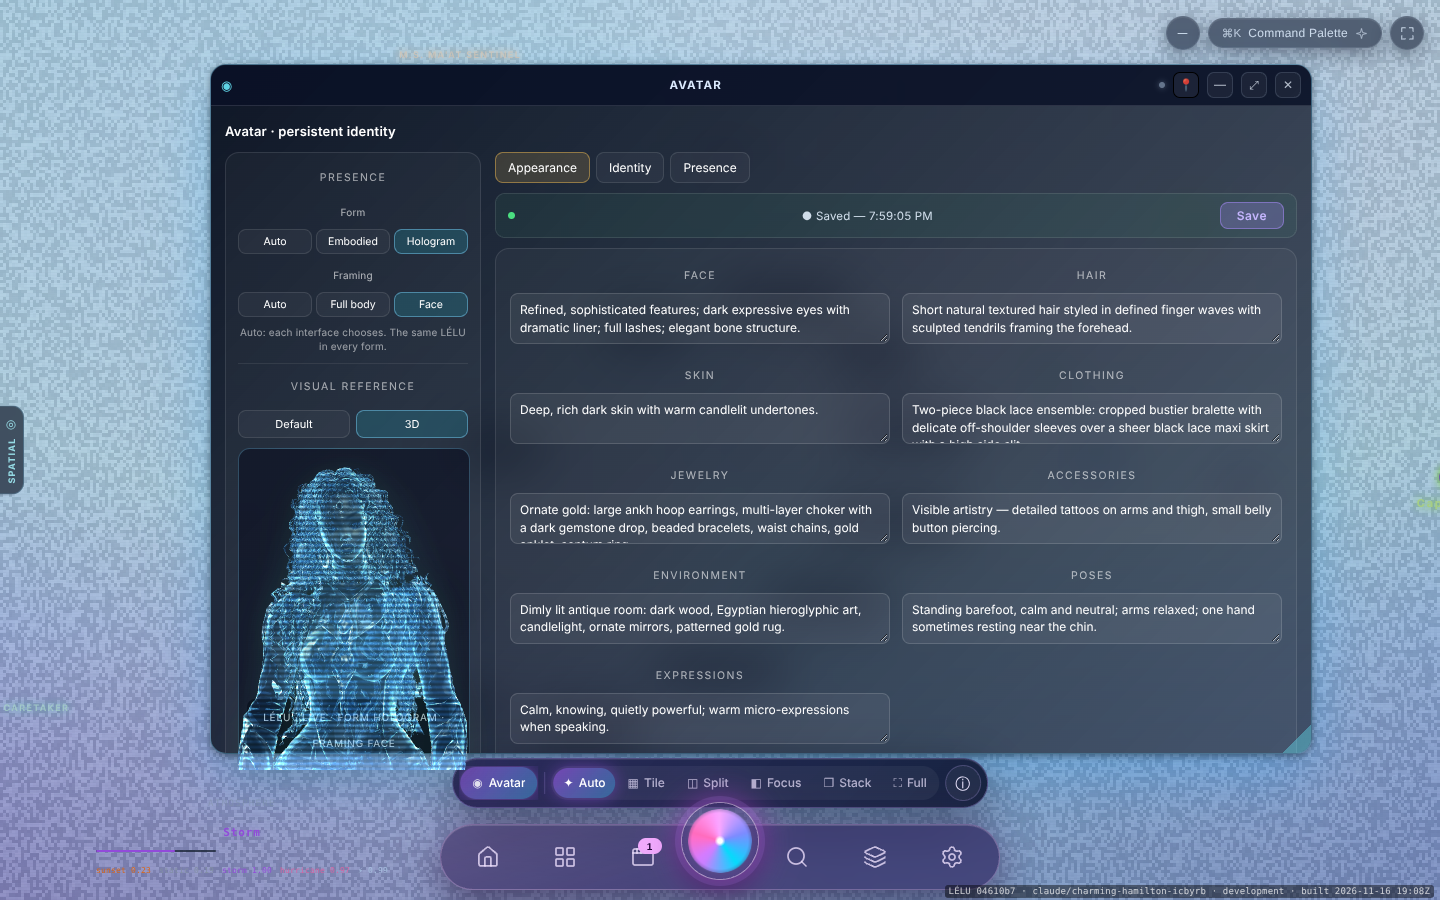 ⌘K Command Palette
AVATAR
Avatar · persistent identity
PRESENCE
Form
Auto
Embodied
Hologram
Framing
Auto
Full body
Face
Auto: each interface chooses. The same LÉLU
in every form.
VISUAL REFERENCE
Default
3D
FRAMING FACE
Appearance
Identity
Presence
Saved — 7:59:05 PM
Save
FACE
Refined, sophisticated features; dark expressive eyes with
dramatic liner; full lashes; elegant bone structure.
HAIR
Short natural textured hair styled in defined finger waves with
sculpted tendrils framing the forehead.
SKIN
Deep, rich dark skin with warm candlelit undertones.
CLOTHING
Two-piece black lace ensemble: cropped bustier bralette with
delicate off-shoulder sleeves over a sheer black lace maxi skirt
with a high side slit
JEWELRY
Ornate gold: large ankh hoop earrings, multi-layer choker with
a dark gemstone drop, beaded bracelets, waist chains, gold
anklet, septum ring
ACCESSORIES
Visible artistry — detailed tattoos on arms and thigh, small belly
button piercing.
ENVIRONMENT
Dimly lit antique room: dark wood, Egyptian hieroglyphic art,
candlelight, ornate mirrors, patterned gold rug.
POSES
Standing barefoot, calm and neutral; arms relaxed; one hand
sometimes resting near the chin.
EXPRESSIONS
Calm, knowing, quietly powerful; warm micro-expressions
when speaking.
SPATIAL
CARETAKER
Storm
Avatar
Auto
Tile
Split
Focus
Stack
Full
1
LÉLU 04610b7 · claude/charming-hamilton-icbyrb · development · built 2026-11-16 19:08Z